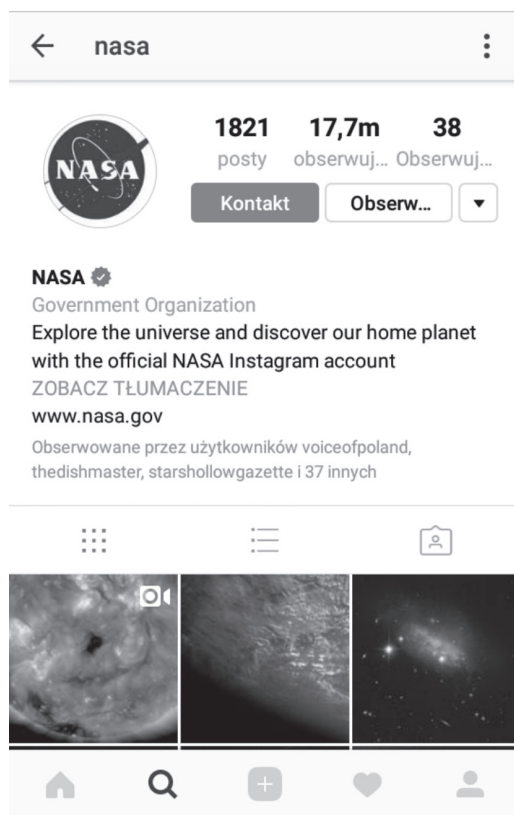 nasa
1821 17,7m 38
posty obserwuj... Obserwuj...
NASA
Kontakt Obserw...
NASA
Government Organization
Explore the universe and discover our home planet
with the official NASA Instagram account
ZOBACZ TŁUMACZENIE
www.nasa.gov
Obserwowane przez użytkowników voiceofpoland,
thedishmaster, starshollowgazette i 37 innych